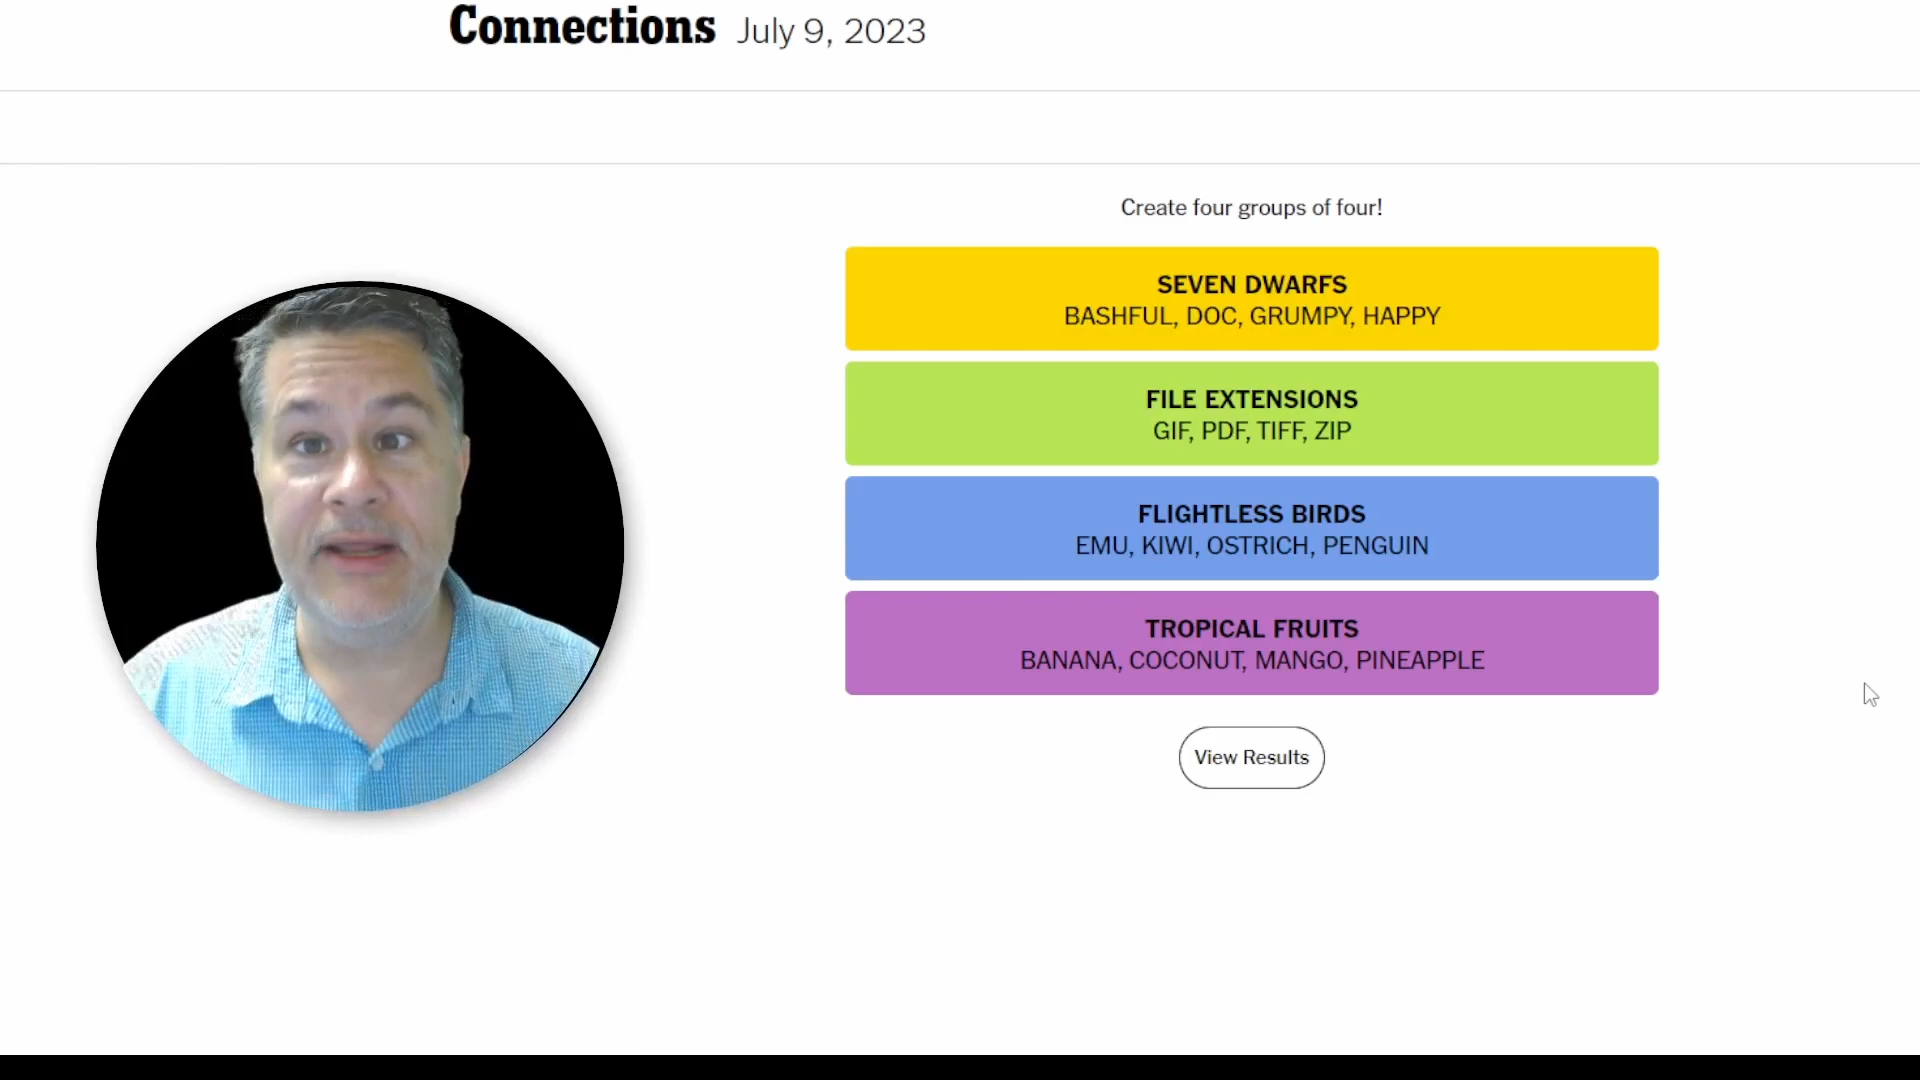 Connections July 9, 2023
Create four groups of four!
SEVEN DWARFS
BASHFUL, DOC, GRUMPY, HAPPY
FILE EXTENSIONS
GIF, PDF, TIFF, ZIP
FLIGHTLESS BIRDS
EMU, KIWI, OSTRICH, PENGUIN
TROPICAL FRUITS
BANANA, COCONUT, MANGO, PINEAPPLE
View Results